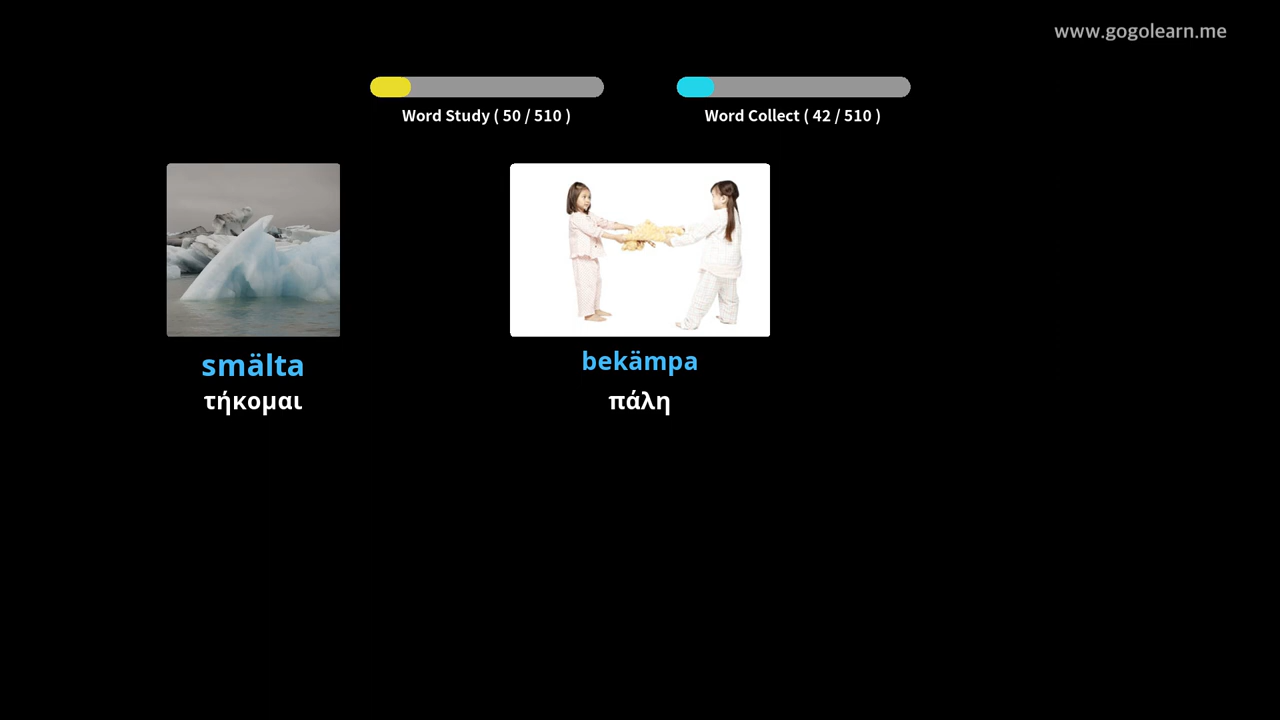 www.gogolearn.me
Word Study ( 50 / 510 )
Word Collect ( 42 / 510 )
smälta
τήκομαι
bekämpa
πάλη